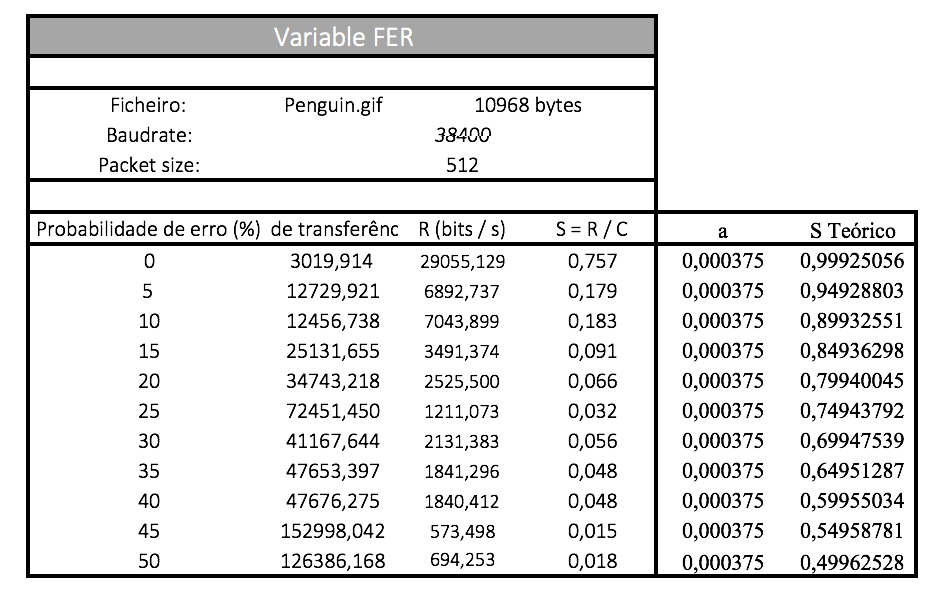 Variable FER
Ficheiro: Penguin.gif 10968 bytes
Baudrate: 38400
Packet size: 512
Probabilidade de erro (%) de transferênc R (bits / s) S = R / C a S Teórico
0 3019,914 29055,129 0,757 0,000375 0,99925056
5 12729,921 6892,737 0,179 0,000375 0,94928803
10 12456,738 7043,899 0,183 0,000375 0,89932551
15 25131,655 3491,374 0,091 0,000375 0,84936298
20 34743,218 2525,500 0,066 0,000375 0,79940045
25 72451,450 1211,073 0,032 0,000375 0,74943792
30 41167,644 2131,383 0,056 0,000375 0,69947539
35 47653,397 1841,296 0,048 0,000375 0,64951287
40 47676,275 1840,412 0,048 0,000375 0,59955034
45 152998,042 573,498 0,015 0,000375 0,54958781
50 126386,168 694,253 0,018 0,000375 0,49962528